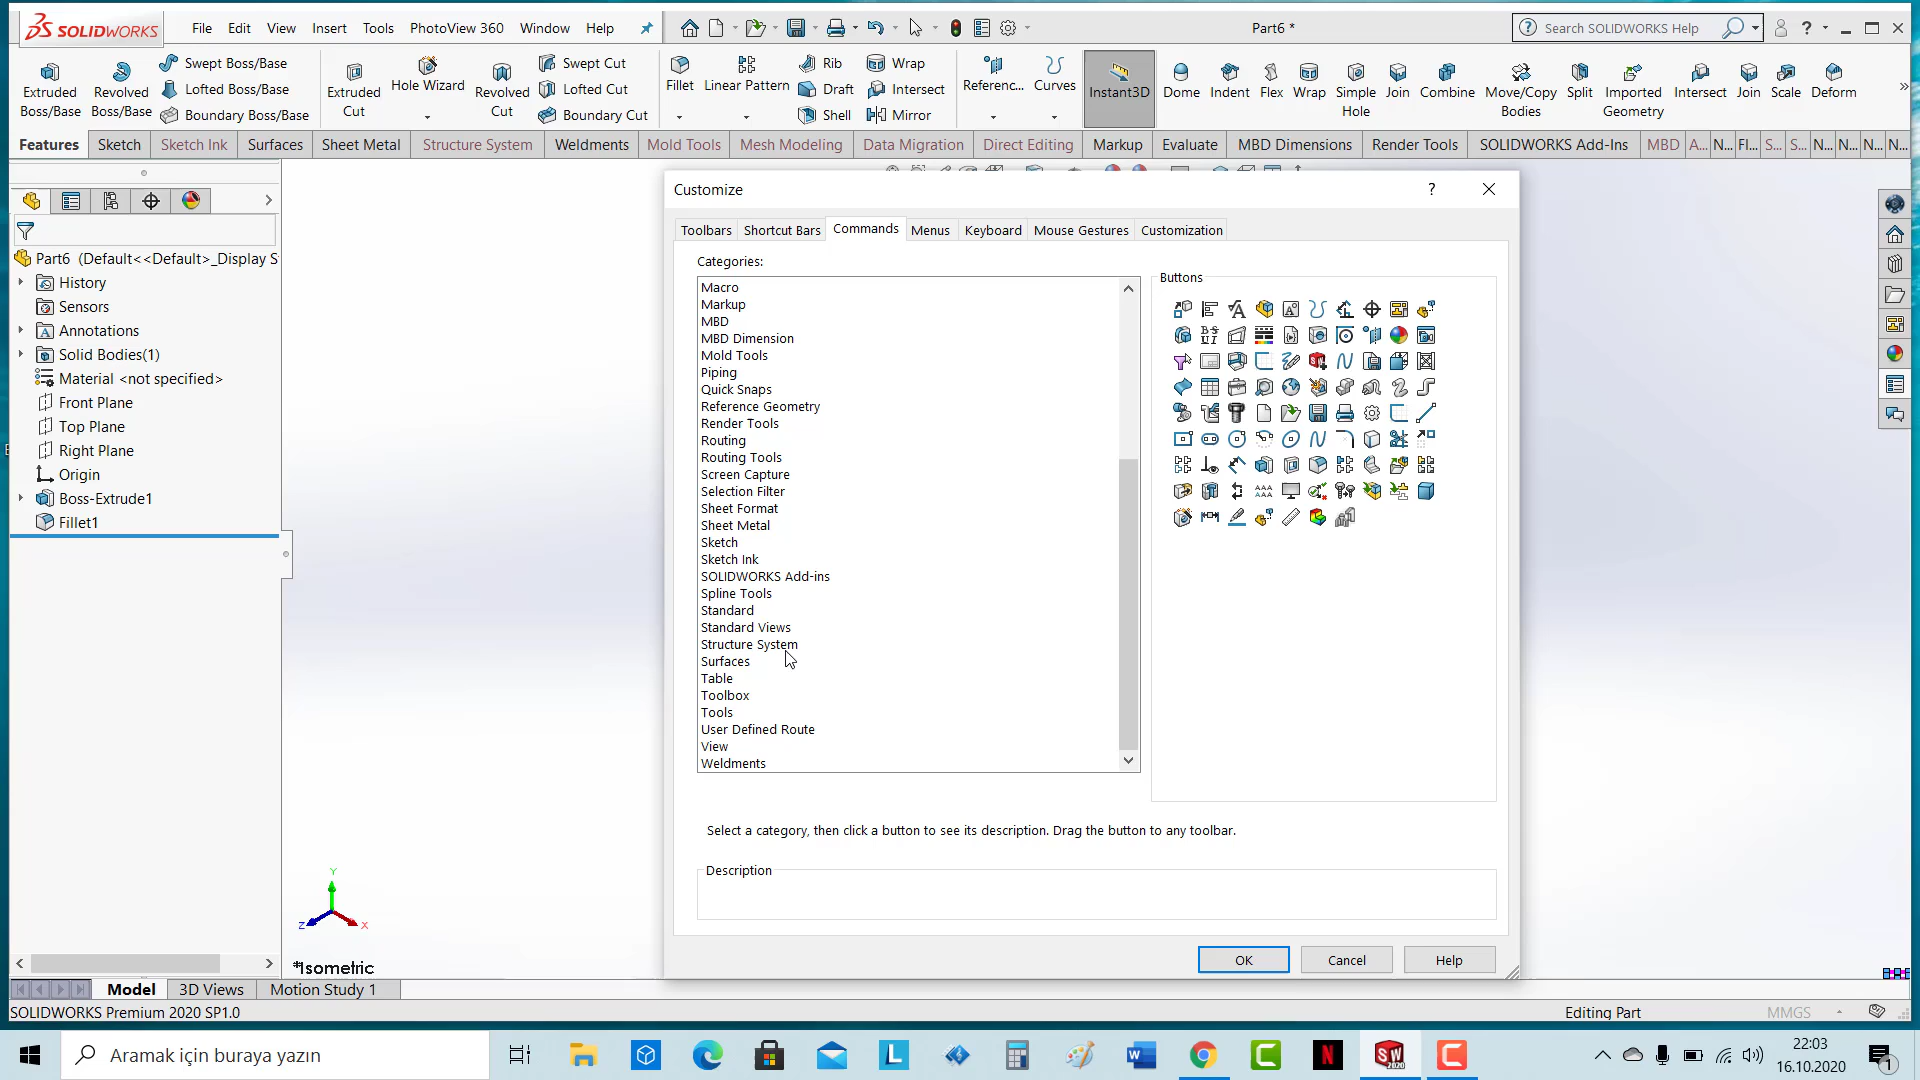 SOLIDWORKS
File Edit View Insert Tools PhotoView 360 Window Help
Part6 *
Search SOLIDWORKS Help
Extruded Boss/Base
Revolved Boss/Base
Swept Boss/Base
Lofted Boss/Base
Boundary Boss/Base
Extruded Cut
Hole Wizard
Revolved Cut
Swept Cut
Lofted Cut
Boundary Cut
Fillet
Linear Pattern
Rib
Draft
Shell
Wrap
Intersect
Mirror
Referenc...
Curves
Instant3D
Dome
Indent
Flex
Wrap
Simple Hole
Join
Combine
Move/Copy Bodies
Split
Imported Geometry
Intersect
Join
Scale
Deform
Features Sketch Sketch Ink Surfaces Sheet Metal Structure System Weldments Mold Tools Mesh Modeling Data Migration Direct Editing Markup Evaluate MBD Dimensions Render Tools SOLIDWORKS Add-Ins MBD A... N... Fl... S... S... N... N... N... N...
Part6 (Default<<Default>_Display S
History
Sensors
Annotations
Solid Bodies(1)
Material <not specified>
Front Plane
Top Plane
Right Plane
Origin
Boss-Extrude1
Fillet1
Customize
Toolbars Shortcut Bars Commands Menus Keyboard Mouse Gestures Customization
Categories:
Macro
Markup
MBD
MBD Dimension
Mold Tools
Piping
Quick Snaps
Reference Geometry
Render Tools
Routing
Routing Tools
Screen Capture
Selection Filter
Sheet Format
Sheet Metal
Sketch
Sketch Ink
SOLIDWORKS Add-ins
Spline Tools
Standard
Standard Views
Structure System
Surfaces
Table
Toolbox
Tools
User Defined Route
View
Weldments
Buttons
Select a category, then click a button to see its description. Drag the button to any toolbar.
Description
OK Cancel Help
Y
Z X
*Isometric
Model 3D Views Motion Study 1
SOLIDWORKS Premium 2020 SP1.0
Editing Part
MMGS
Aramak için buraya yazın
22:03
16.10.2020
1